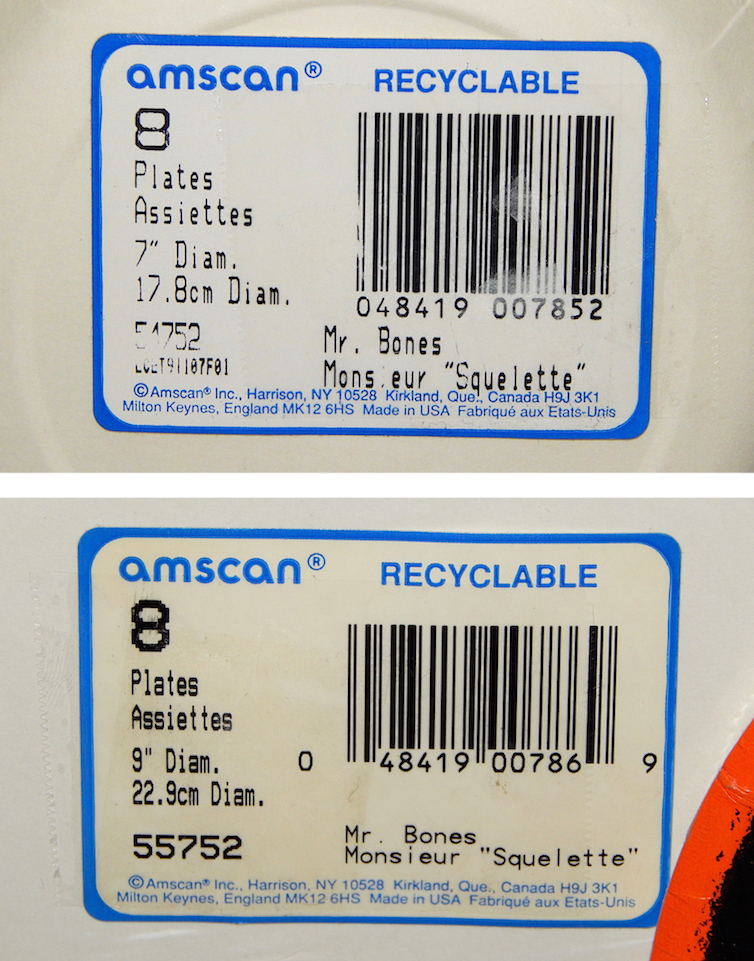 amscan® RECYCLABLE
8
Plates
Assiettes
7" Diam.
17.8cm Diam.
048419 007852
54752
Mr. Bones
Monsieur "Squelette"
©Amscan® Inc., Harrison, NY 10528 Kirkland, Que., Canada H9J 3K1
Milton Keynes, England MK12 6HS Made in USA Fabriqué aux Etats-Unis
amscan® RECYCLABLE
8
Plates
Assiettes
9" Diam.
22.9cm Diam.
0 48419 00786 9
55752
Mr. Bones
Monsieur "Squelette"
©Amscan® Inc., Harrison, NY 10528 Kirkland, Que., Canada H9J 3K1
Milton Keynes, England MK12 6HS Made in USA Fabriqué aux Etats-Unis